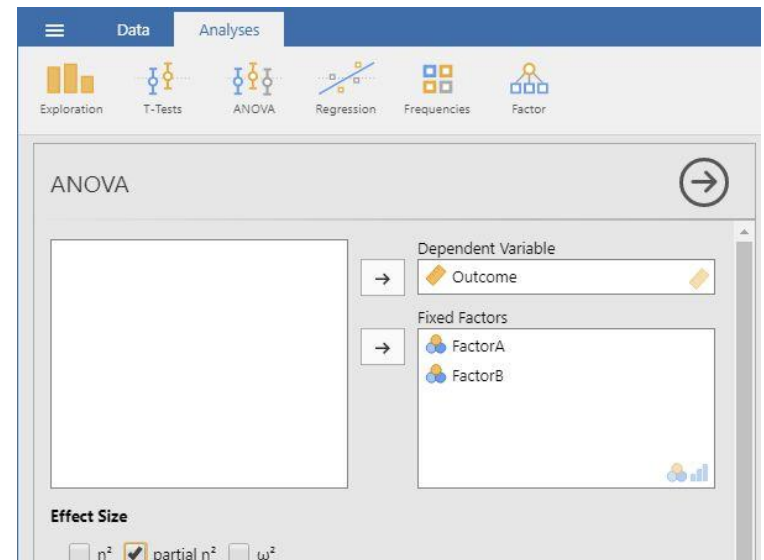 Data Analyses
Exploration T-Tests ANOVA Regression Frequencies Factor
ANOVA
Dependent Variable
Outcome
Fixed Factors
FactorA
FactorB
Effect Size
η² partial η² ω²